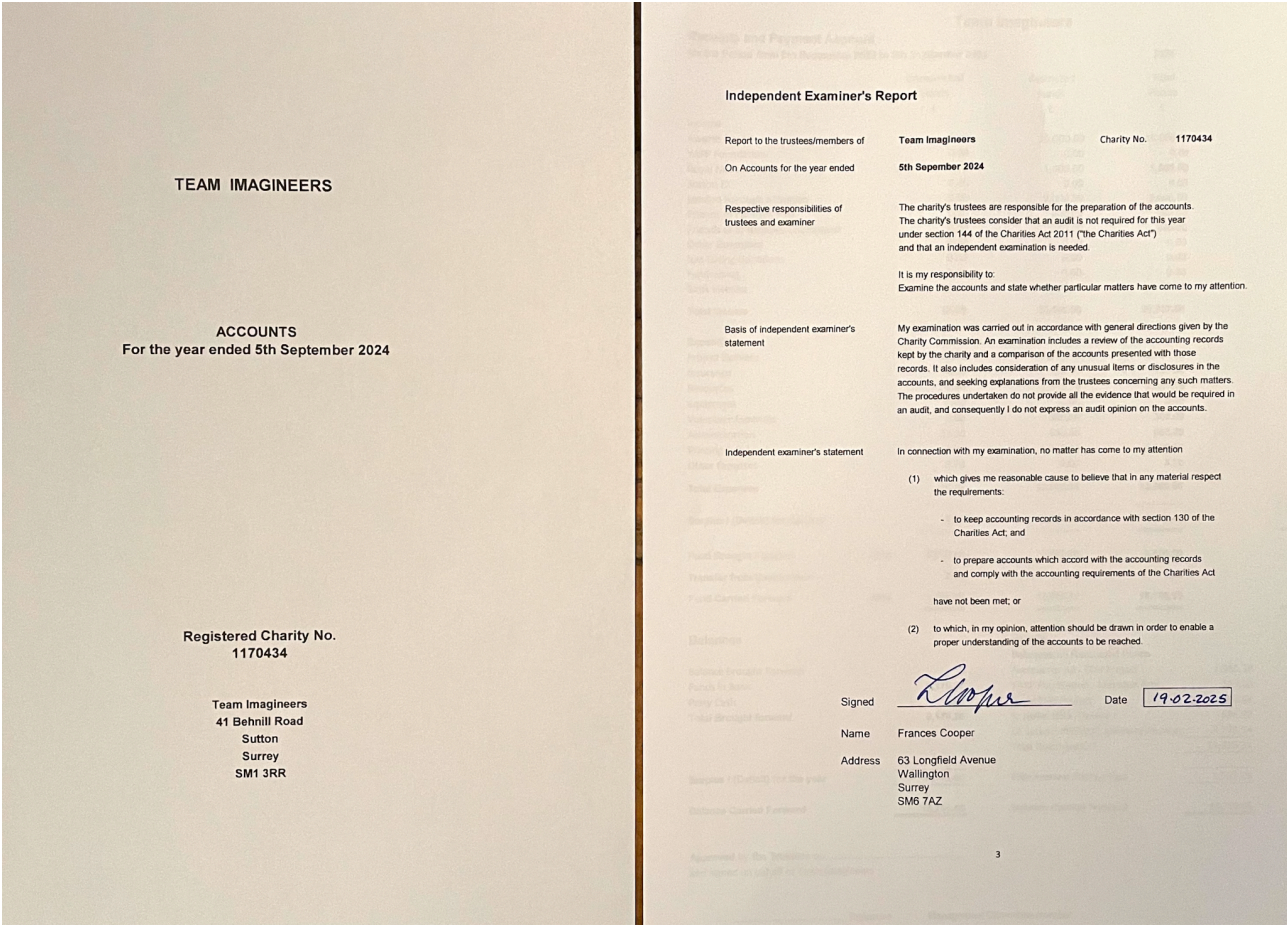 TEAM IMAGINEERS
ACCOUNTS
For the year ended 5th September 2024
Registered Charity No.
1170434
Team Imagineers
41 Behnill Road
Sutton
Surrey
SM1 3RR
Independent Examiner's Report
Report to the trustees/members of Team Imagineers Charity No. 1170434
On Accounts for the year ended 5th Sepember 2024
Respective responsibilities of The charity's trustees are responsible for the preparation of the accounts.
trustees and examiner The charity's trustees consider that an audit is not required for this year
under section 144 of the Charities Act 2011 ("the Charities Act")
and that an independent examination is needed.
It is my responsibility to:
Examine the accounts and state whether particular matters have come to my attention.
Basis of independent examiner's My examination was carried out in accordance with general directions given by the
statement Charity Commission. An examination includes a review of the accounting records
kept by the charity and a comparison of the accounts presented with those
records. It also includes consideration of any unusual items or disclosures in the
accounts, and seeking explanations from the trustees concerning any such matters.
The procedures undertaken do not provide all the evidence that would be required in
an audit, and consequently I do not express an audit opinion on the accounts.
Independent examiner's statement In connection with my examination, no matter has come to my attention
(1) which gives me reasonable cause to believe that in any material respect
the requirements:
- to keep accounting records in accordance with section 130 of the
Charities Act; and
- to prepare accounts which accord with the accounting records
and comply with the accounting requirements of the Charities Act
have not been met; or
(2) to which, in my opinion, attention should be drawn in order to enable a
proper understanding of the accounts to be reached.
Signed Date 19.02.2025
Name Frances Cooper
Address 63 Longfield Avenue
Wallington
Surrey
SM6 7AZ
3